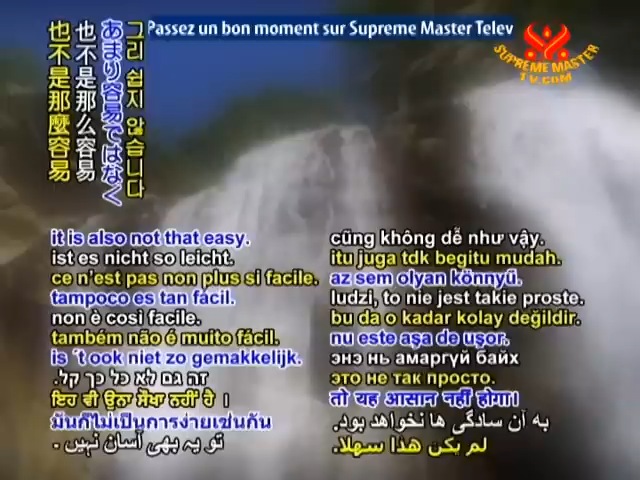 Passez un bon moment sur Supreme Master Telev
SUPREME MASTER
TV.COM
그리 쉽지 않습니다
あまり容易ではなく
也不是那么容易
也不是那麼容易
it is also not that easy.
ist es nicht so leicht.
ce n'est pas non plus si facile.
tampoco es tan fácil.
non è così facile.
também não é muito fácil.
is 't ook niet zo gemakkelijk.
זה גם לא כל כך קל.
ਇਹ ਵੀ ਉਨਾ ਸੌਖਾ ਨਹੀਂ ਹੈ ।
มันก็ไม่เป็นการง่ายเช่นกัน
تو یہ بھی آسان نہیں ۔
cũng không dễ như vậy.
itu juga tdk begitu mudah.
az sem olyan könnyű.
ludzi, to nie jest takie proste.
bu da o kadar kolay değildir.
nu este aşa de uşor.
энэ нь амаргүй байх
это не так просто.
तो यह आसान नहीं होगा।
به آن سادگی ها نخواهد بود.
لم يكن هذا سهلا.